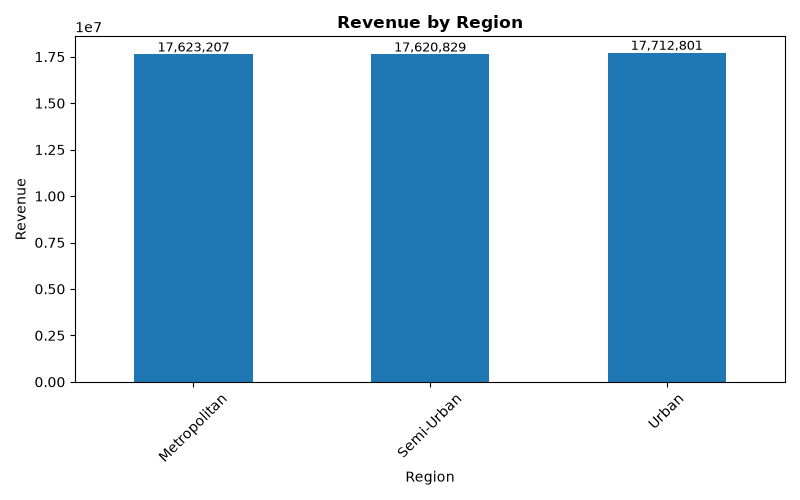 Revenue by Region
1e7
17,623,207
17,620,829
17,712,801
1.75
1.50
1.25
1.00
0.75
0.50
0.25
0.00
Revenue
Metropolitan
Semi-Urban
Urban
Region